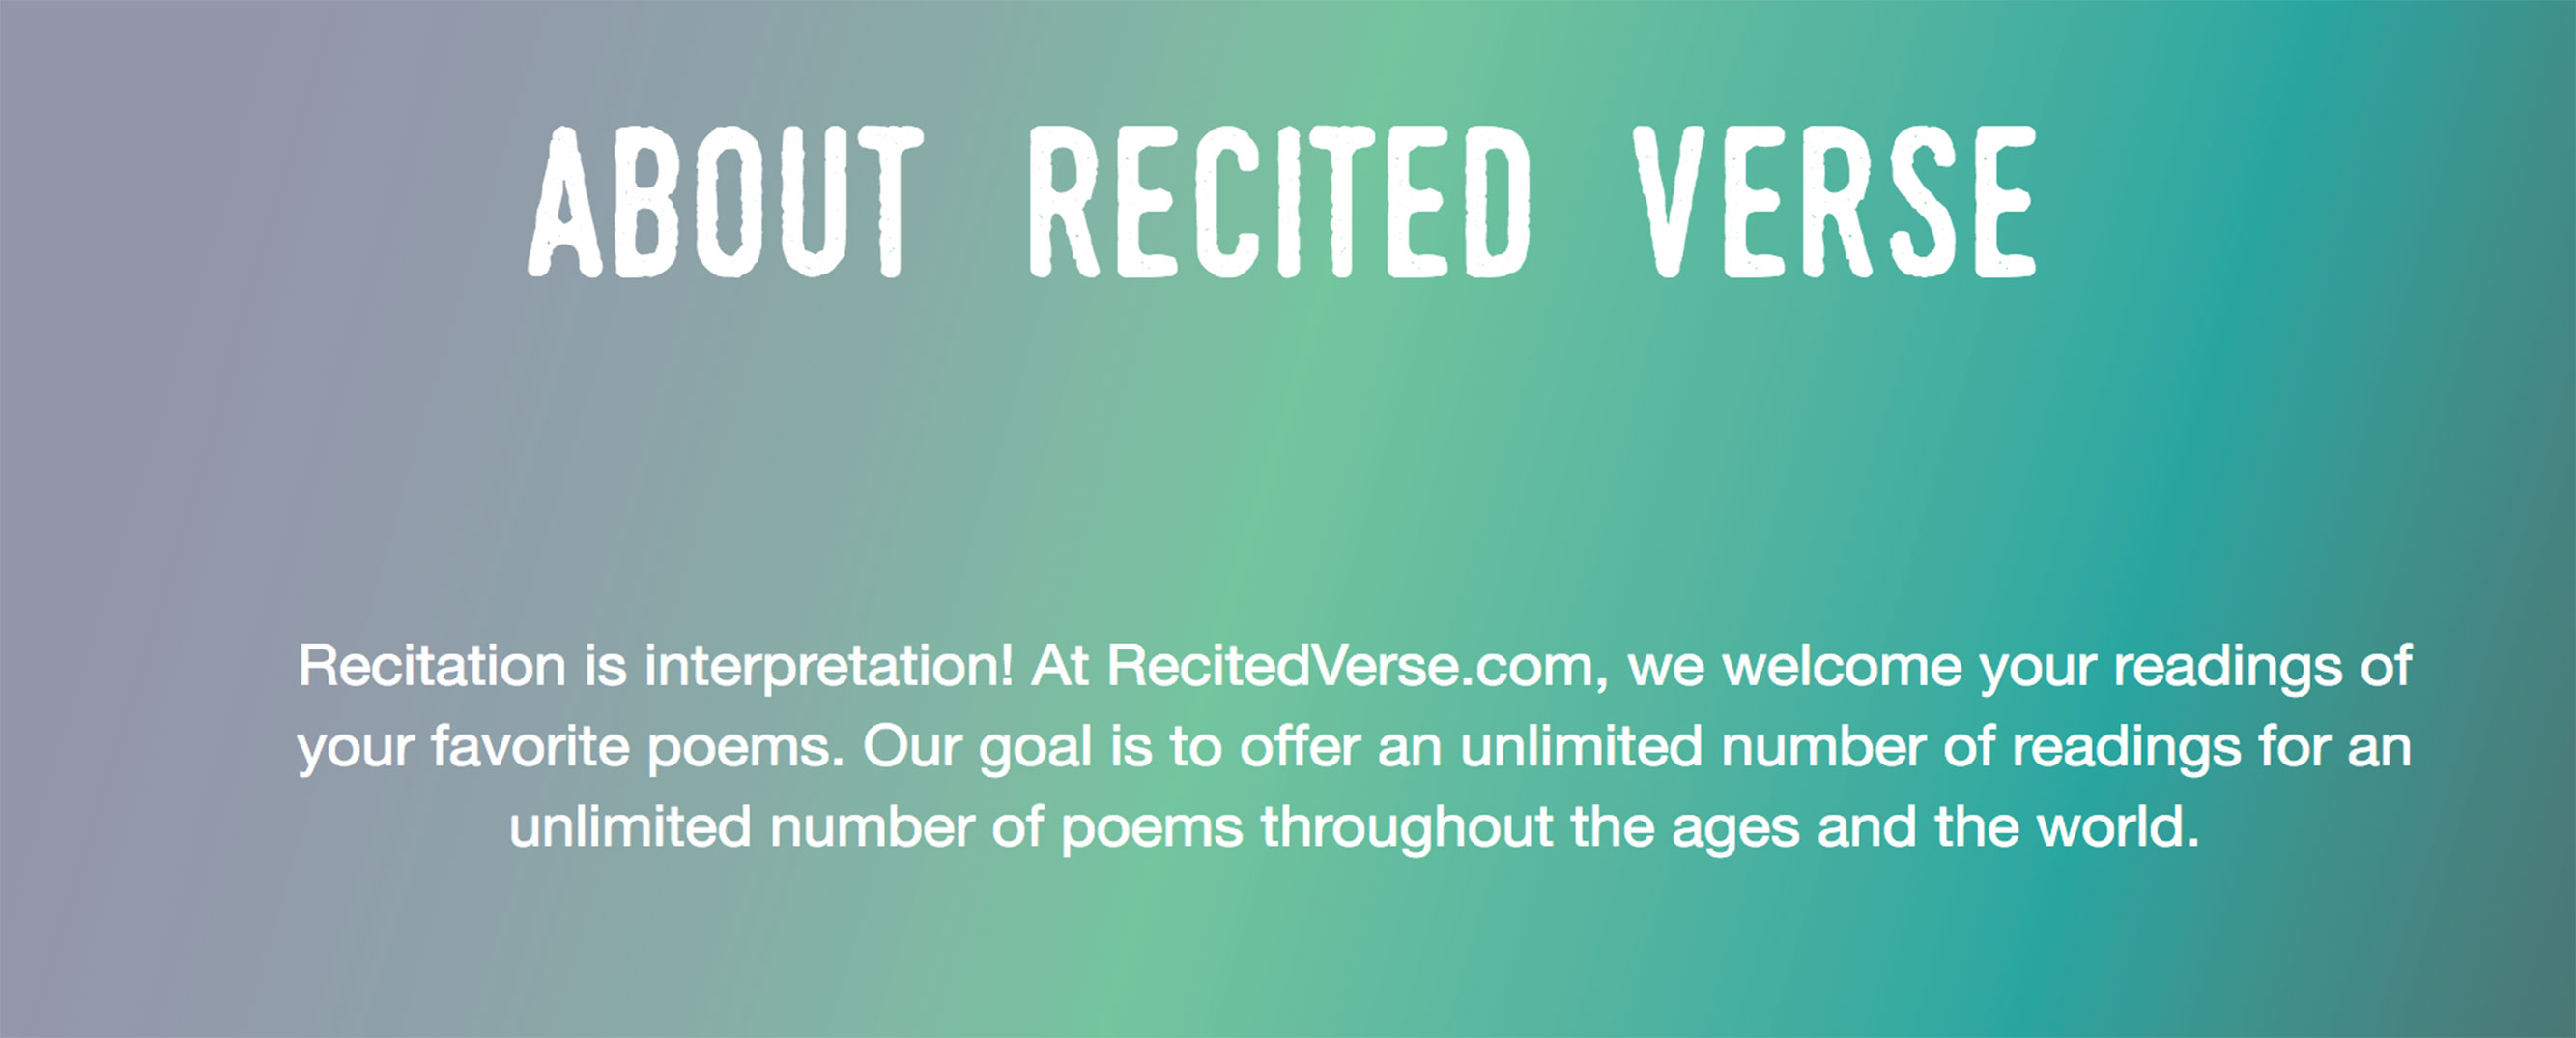 ABOUT RECITED VERSE
Recitation is interpretation! At RecitedVerse.com, we welcome your readings of
your favorite poems. Our goal is to offer an unlimited number of readings for an
unlimited number of poems throughout the ages and the world.